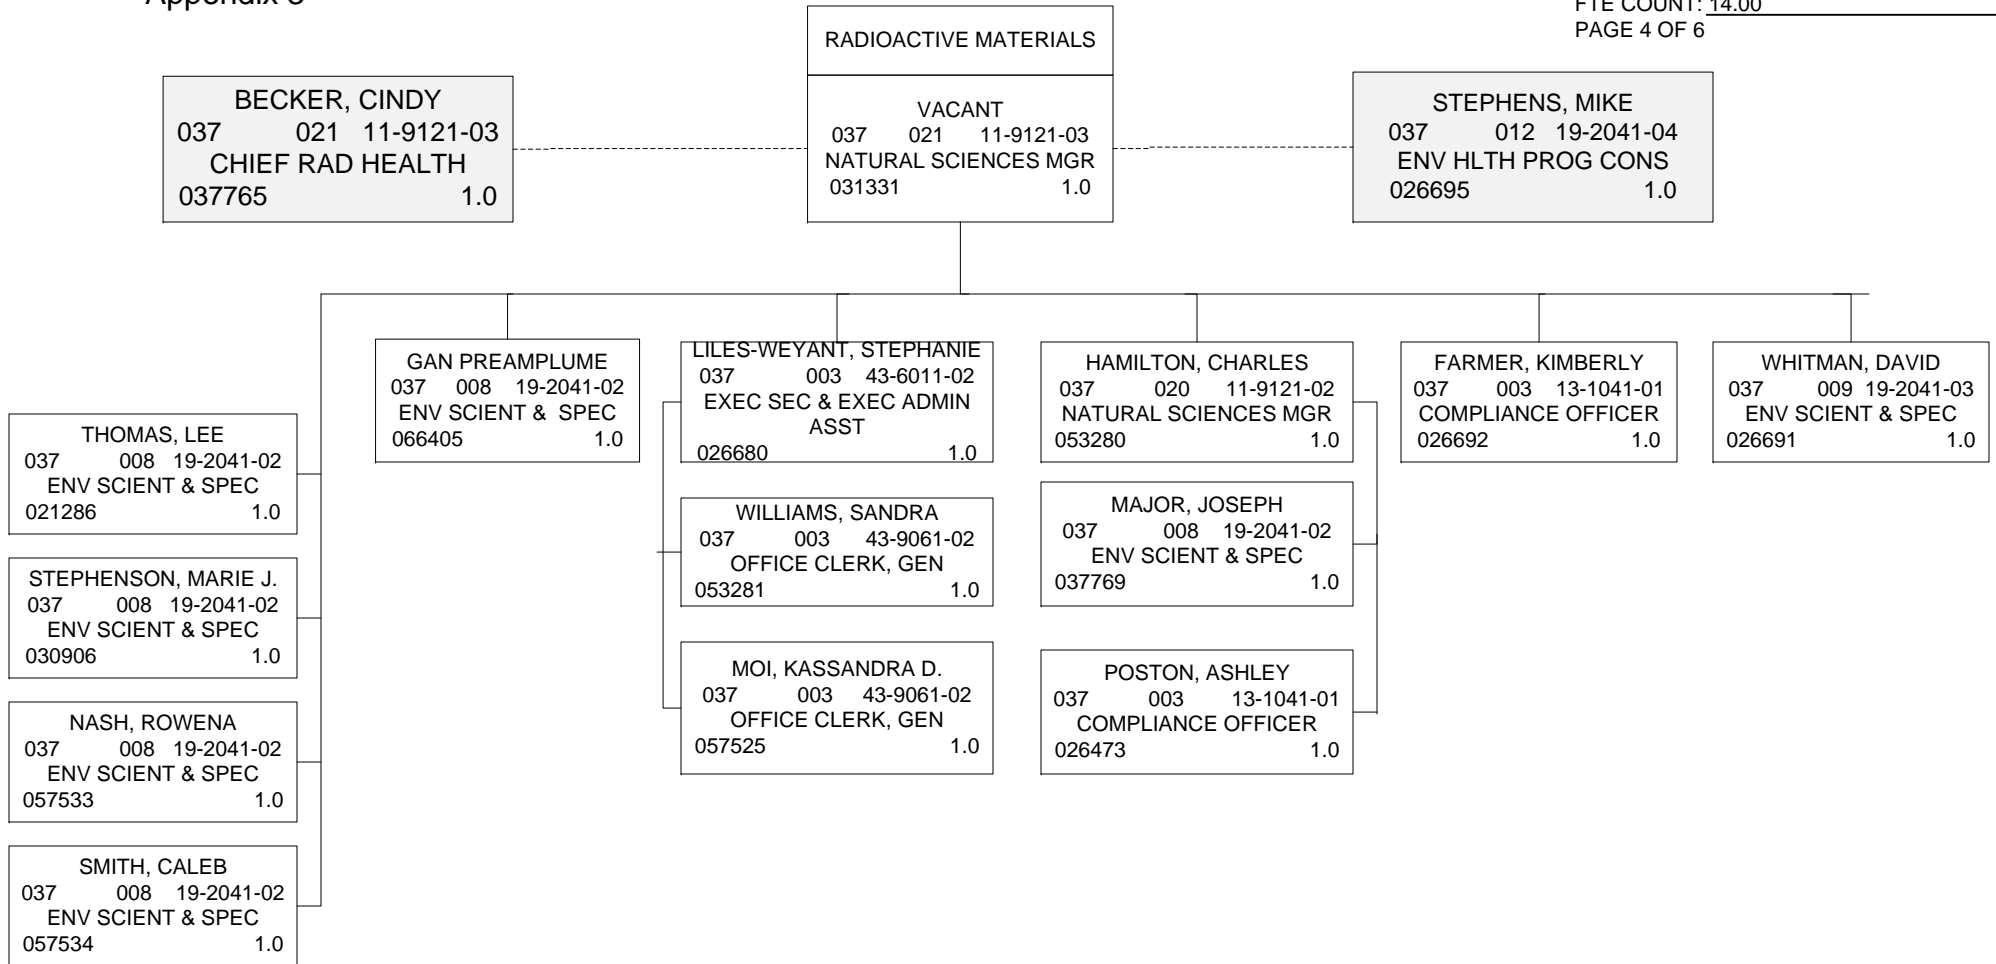 Appendix
FTE COUNT: 14.00
PAGE 4 OF 6
RADIOACTIVE MATERIALS
BECKER, CINDY
037 021 11-9121-03
CHIEF RAD HEALTH
037765 1.0
VACANT
037 021 11-9121-03
NATURAL SCIENCES MGR
031331 1.0
STEPHENS, MIKE
037 012 19-2041-04
ENV HLTH PROG CONS
026695 1.0
THOMAS, LEE
037 008 19-2041-02
ENV SCIENT & SPEC
021286 1.0
STEPHENSON, MARIE J.
037 008 19-2041-02
ENV SCIENT & SPEC
030906 1.0
NASH, ROWENA
037 008 19-2041-02
ENV SCIENT & SPEC
057533 1.0
SMITH, CALEB
037 008 19-2041-02
ENV SCIENT & SPEC
057534 1.0
GAN PREAMPLUME
037 008 19-2041-02
ENV SCIENT & SPEC
066405 1.0
LILES-WEYANT, STEPHANIE
037 003 43-6011-02
EXEC SEC & EXEC ADMIN
ASST
026680 1.0
WILLIAMS, SANDRA
037 003 43-9061-02
OFFICE CLERK, GEN
053281 1.0
MOI, KASSANDRA D.
037 003 43-9061-02
OFFICE CLERK, GEN
057525 1.0
HAMILTON, CHARLES
037 020 11-9121-02
NATURAL SCIENCES MGR
053280 1.0
MAJOR, JOSEPH
037 008 19-2041-02
ENV SCIENT & SPEC
037769 1.0
POSTON, ASHLEY
037 003 13-1041-01
COMPLIANCE OFFICER
026473 1.0
FARMER, KIMBERLY
037 003 13-1041-01
COMPLIANCE OFFICER
026692 1.0
WHITMAN, DAVID
037 009 19-2041-03
ENV SCIENT & SPEC
026691 1.0